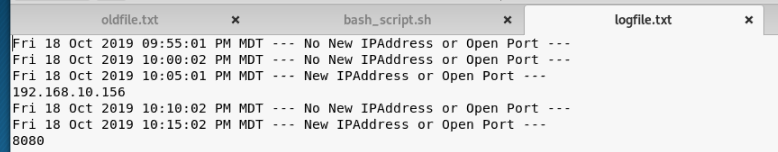 oldfile.txt × bash_script.sh × logfile.txt ×
Fri 18 Oct 2019 09:55:01 PM MDT --- No New IPAddress or Open Port ---
Fri 18 Oct 2019 10:00:02 PM MDT --- No New IPAddress or Open Port ---
Fri 18 Oct 2019 10:05:01 PM MDT --- New IPAddress or Open Port ---
192.168.10.156
Fri 18 Oct 2019 10:10:02 PM MDT --- No New IPAddress or Open Port ---
Fri 18 Oct 2019 10:15:02 PM MDT --- New IPAddress or Open Port ---
8080